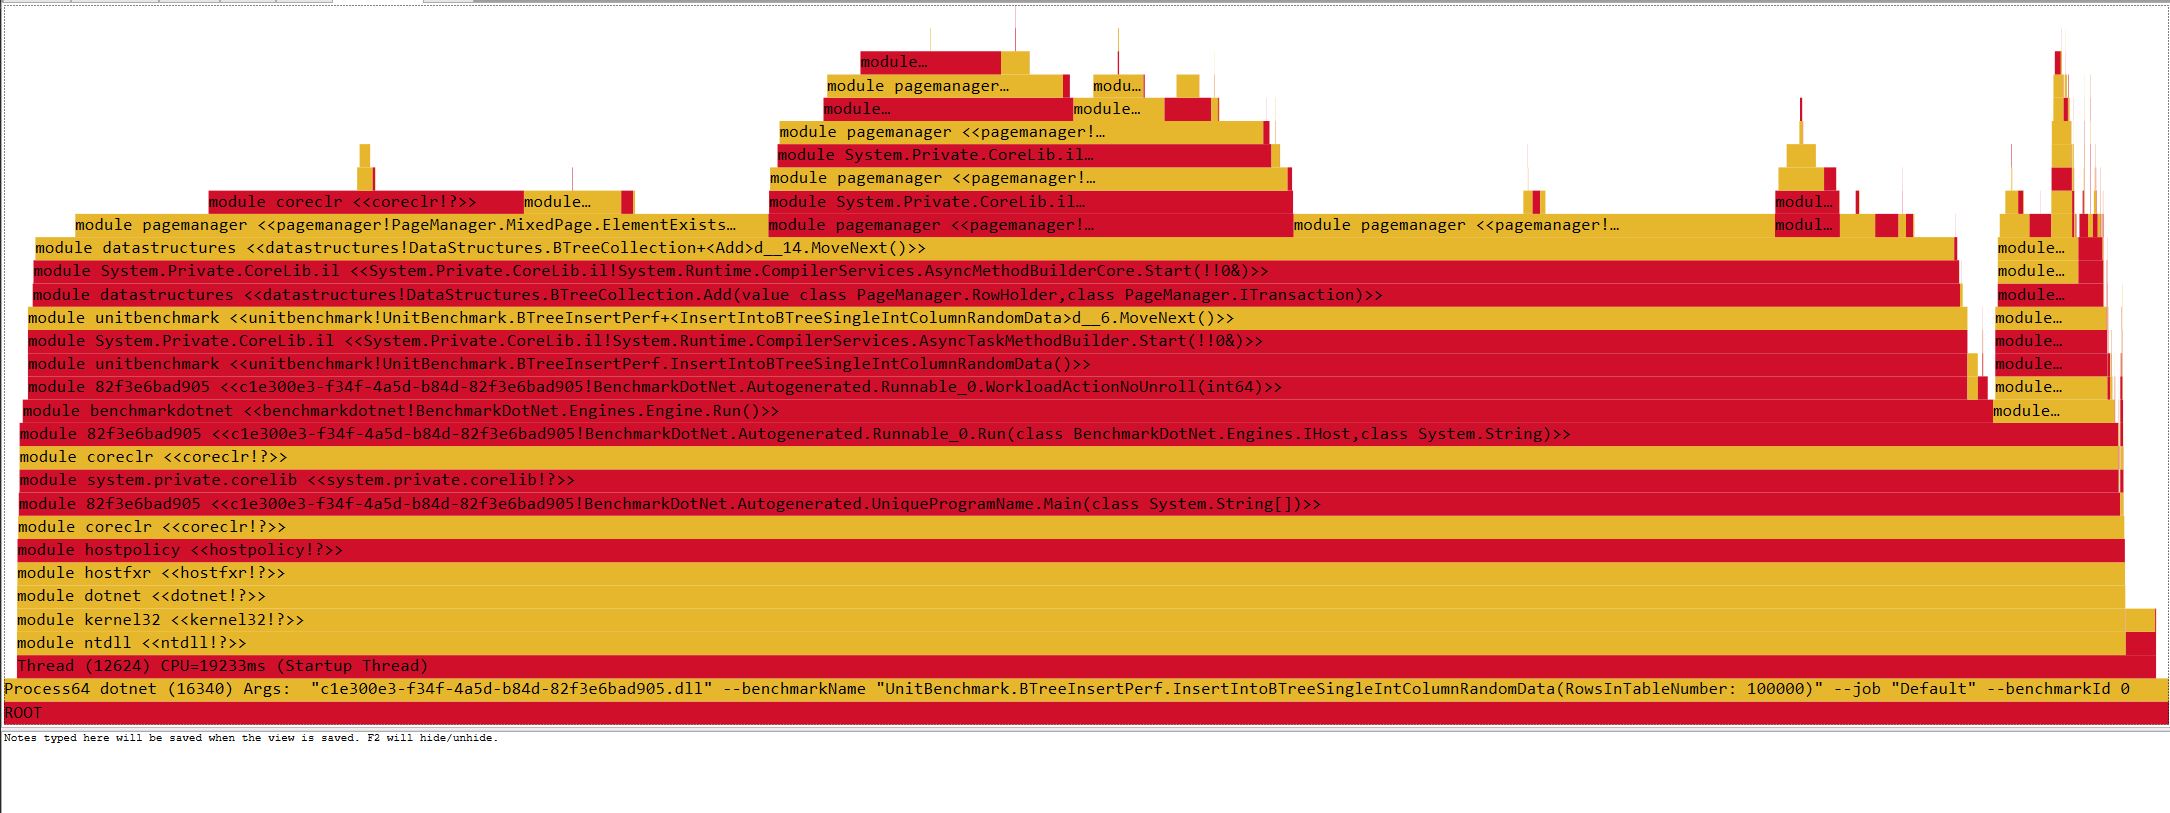 module…
module pagemanager… modu…
module… module…
module pagemanager <<pagemanager!…
module System.Private.CoreLib.il…
module pagemanager <<pagemanager!…
module coreclr <<coreclr!?>> module… module System.Private.CoreLib.il… modul…
module pagemanager <<pagemanager!PageManager.MixedPage.ElementExists… module pagemanager <<pagemanager!… module pagemanager <<pagemanager!… modul…
module datastructures <<datastructures!DataStructures.BTreeCollection+<Add>d__14.MoveNext()>> module…
module System.Private.CoreLib.il <<System.Private.CoreLib.il!System.Runtime.CompilerServices.AsyncMethodBuilderCore.Start(!!0&)>> module…
module datastructures <<datastructures!DataStructures.BTreeCollection.Add(value class PageManager.RowHolder,class PageManager.ITransaction)>> module…
module unitbenchmark <<unitbenchmark!UnitBenchmark.BTreeInsertPerf+<InsertIntoBTreeSingleIntColumnRandomData>d__6.MoveNext()>> module…
module System.Private.CoreLib.il <<System.Private.CoreLib.il!System.Runtime.CompilerServices.AsyncTaskMethodBuilder.Start(!!0&)>> module…
module unitbenchmark <<unitbenchmark!UnitBenchmark.BTreeInsertPerf.InsertIntoBTreeSingleIntColumnRandomData()>> module…
module 82f3e6bad905 <<c1e300e3-f34f-4a5d-b84d-82f3e6bad905!BenchmarkDotNet.Autogenerated.Runnable_0.WorkloadActionNoUnroll(int64)>> module…
module benchmarkdotnet <<benchmarkdotnet!BenchmarkDotNet.Engines.Engine.Run()>> module…
module 82f3e6bad905 <<c1e300e3-f34f-4a5d-b84d-82f3e6bad905!BenchmarkDotNet.Autogenerated.Runnable_0.Run(class BenchmarkDotNet.Engines.IHost,class System.String)>>
module coreclr <<coreclr!?>>
module system.private.corelib <<system.private.corelib!?>>
module 82f3e6bad905 <<c1e300e3-f34f-4a5d-b84d-82f3e6bad905!BenchmarkDotNet.Autogenerated.UniqueProgramName.Main(class System.String[])>>
module coreclr <<coreclr!?>>
module hostpolicy <<hostpolicy!?>>
module hostfxr <<hostfxr!?>>
module dotnet <<dotnet!?>>
module kernel32 <<kernel32!?>>
module ntdll <<ntdll!?>>
Thread (12624) CPU=19233ms (Startup Thread)
Process64 dotnet (16340) Args:  "c1e300e3-f34f-4a5d-b84d-82f3e6bad905.dll" --benchmarkName "UnitBenchmark.BTreeInsertPerf.InsertIntoBTreeSingleIntColumnRandomData(RowsInTableNumber: 100000)" --job "Default" --benchmarkId 0
ROOT
Notes typed here will be saved when the view is saved. F2 will hide/unhide.